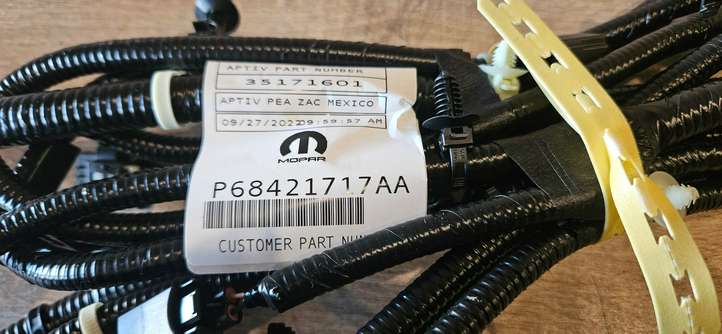 APTIV PART NUMBER
35171601
APTIV PEA ZAC MEXICO
09/27/2022 09:59:57 AM
MOPAR
P68421717AA
CUSTOMER PART NUM